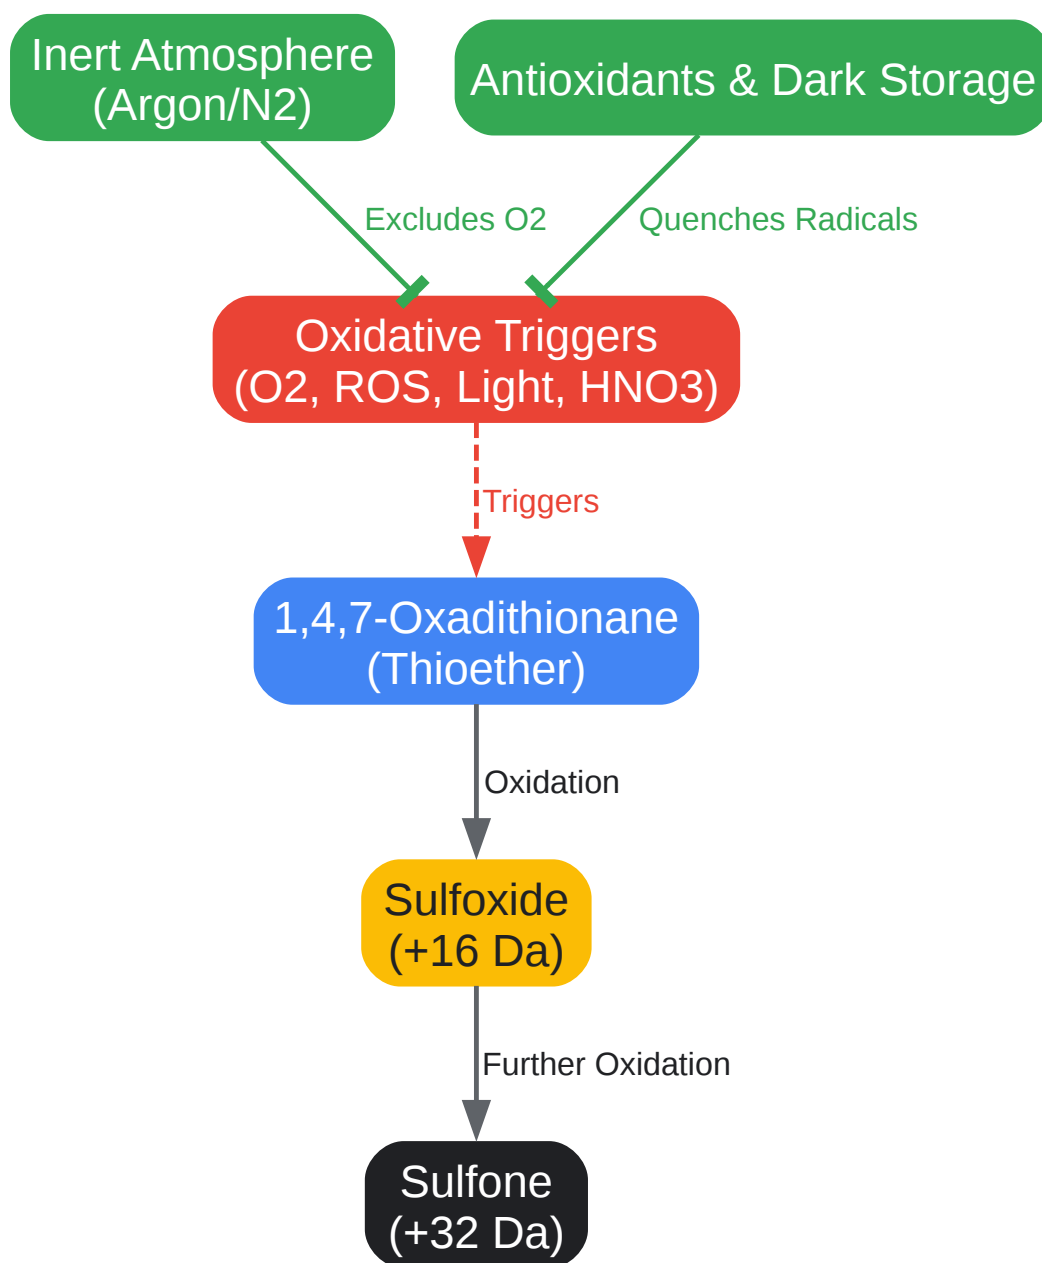 Inert Atmosphere
(Argon/N2)
Antioxidants & Dark Storage
Excludes O2
Quenches Radicals
Oxidative Triggers
(O2, ROS, Light, HNO3)
Triggers
1,4,7-Oxadithionane
(Thioether)
Oxidation
Sulfoxide
(+16 Da)
Further Oxidation
Sulfone
(+32 Da)